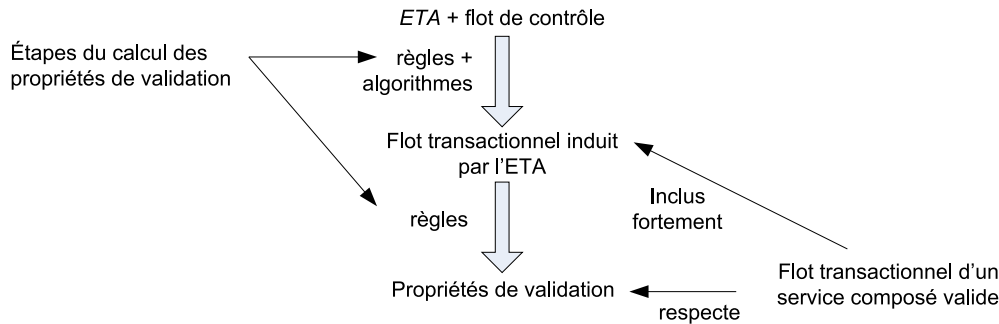 ETA + flot de contrôle
Étapes du calcul des
propriétés de validation
règles +
algorithmes
Flot transactionnel induit
par l'ETA
Inclus
fortement
règles
Flot transactionnel d'un
service composé valide
Propriétés de validation
respecte